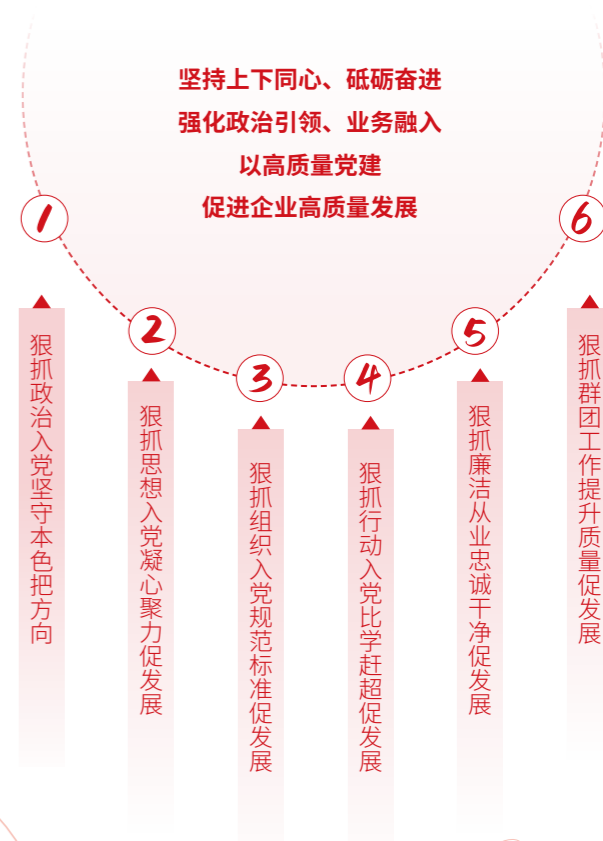 坚持上下同心、砥砺奋进
强化政治引领、业务融入
以高质量党建
促进企业高质量发展
1
狠抓政治入党坚守本色把方向
2
狠抓思想入党凝心聚力促发展
3
狠抓组织入党规范标准促发展
4
狠抓行动入党比学赶超促发展
5
狠抓廉洁从业忠诚干净促发展
6
狠抓群团工作提升质量促发展